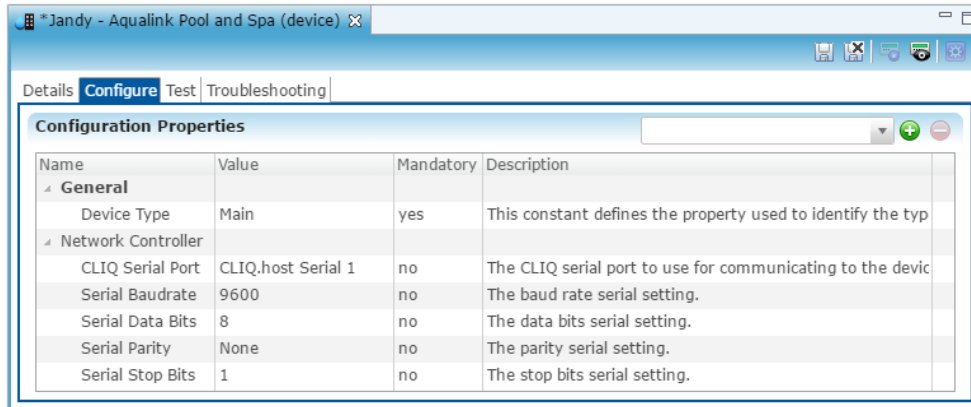 *Jandy - Aqualink Pool and Spa (device)
Details Configure Test Troubleshooting
Configuration Properties
Name Value Mandatory Description
General
Device Type Main yes This constant defines the property used to identify the typ
Network Controller
CLIQ Serial Port CLIQ.host Serial 1 no The CLIQ serial port to use for communicating to the devic
Serial Baudrate 9600 no The baud rate serial setting.
Serial Data Bits 8 no The data bits serial setting.
Serial Parity None no The parity serial setting.
Serial Stop Bits 1 no The stop bits serial setting.